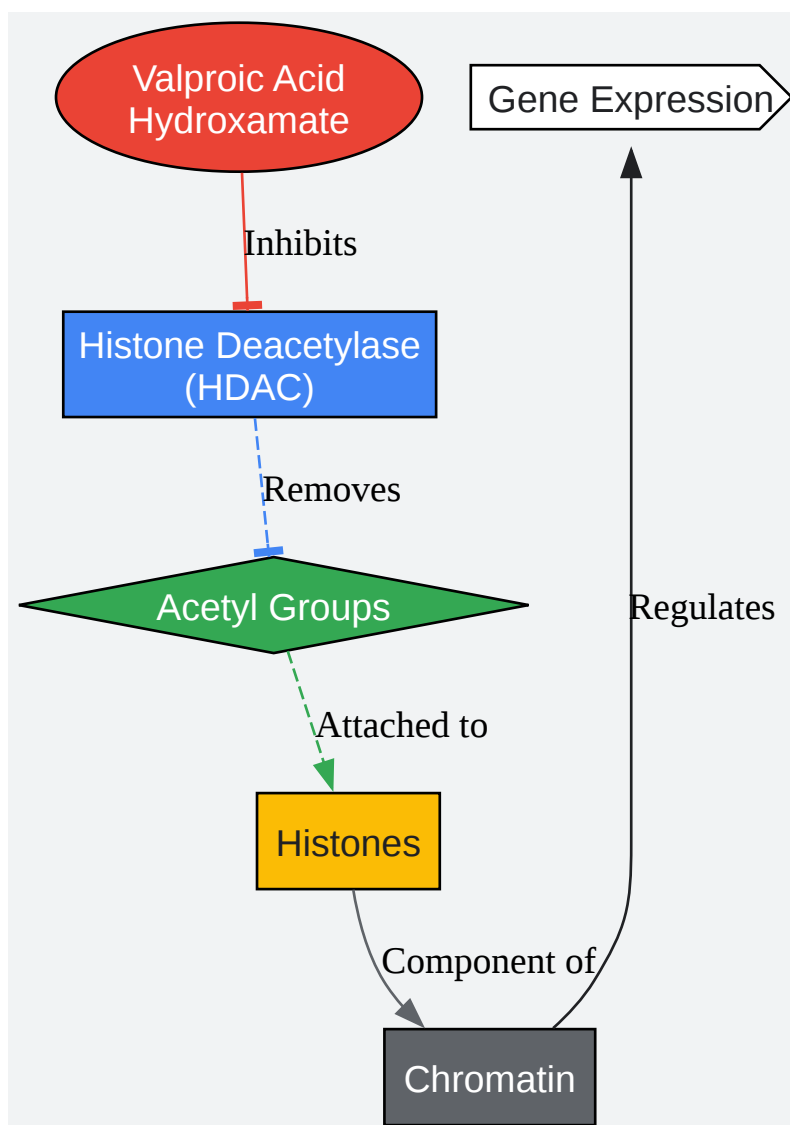 Valproic Acid
Hydroxamate
Gene Expression
Inhibits
Histone Deacetylase
(HDAC)
Removes
Acetyl Groups
Regulates
Attached to
Histones
Component of
Chromatin